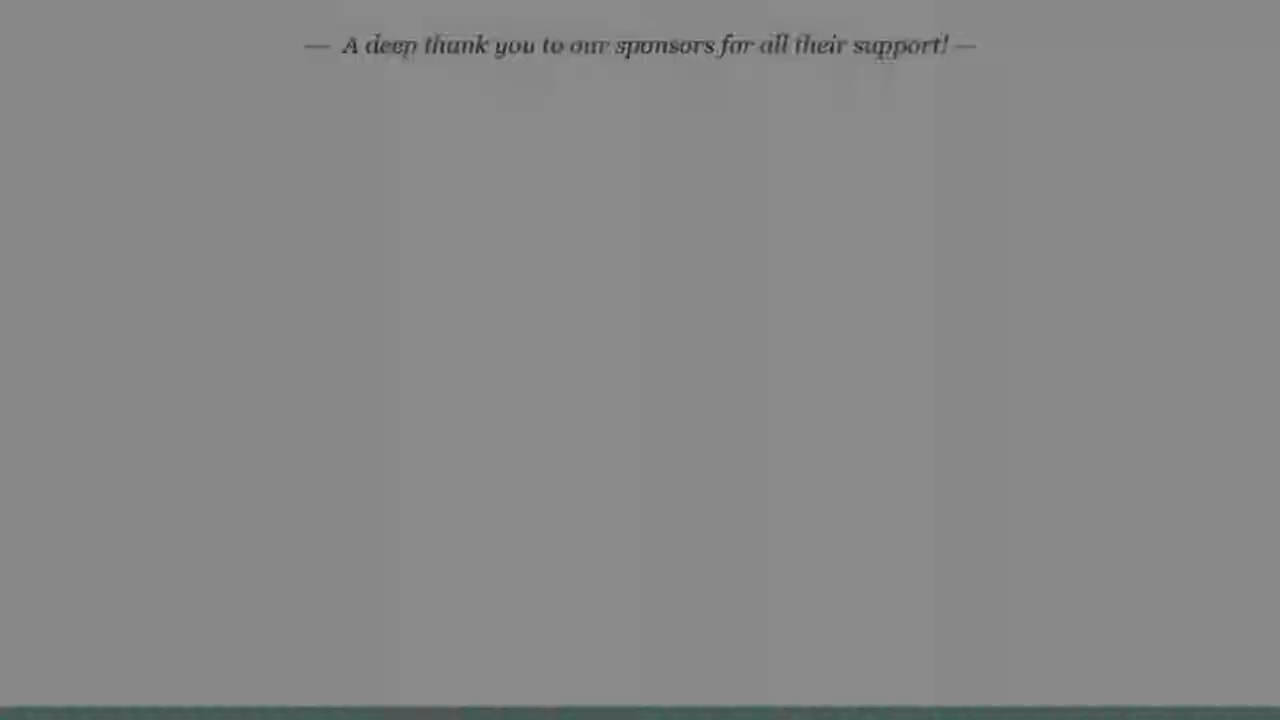 — A deep thank you to our sponsors for all their support! —